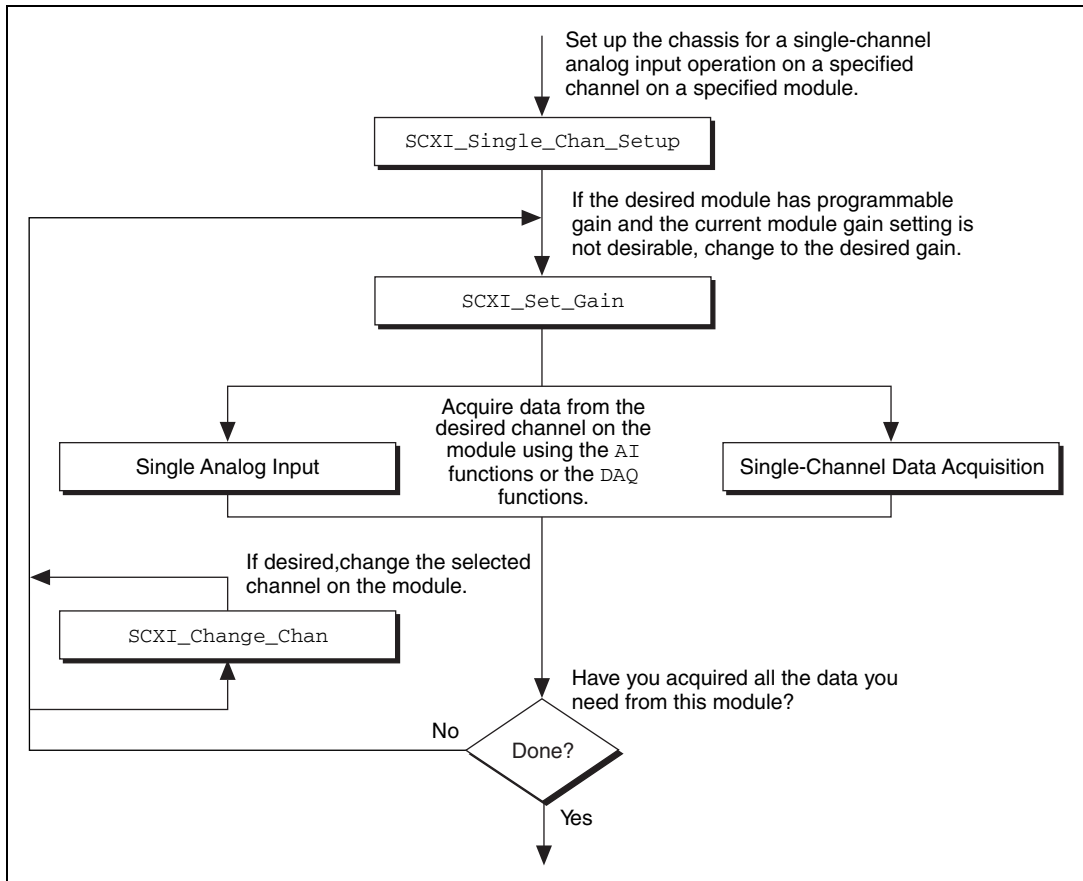 Set up the chassis for a single-channel
analog input operation on a specified
channel on a specified module.
SCXI_Single_Chan_Setup
If the desired module has programmable
gain and the current module gain setting is
not desirable, change to the desired gain.
SCXI_Set_Gain
Acquire data from the
desired channel on the
module using the AI
functions or the DAQ
functions.
Single Analog Input
Single-Channel Data Acquisition
If desired,change the selected
channel on the module.
SCXI_Change_Chan
Have you acquired all the data you
need from this module?
No
Done?
Yes